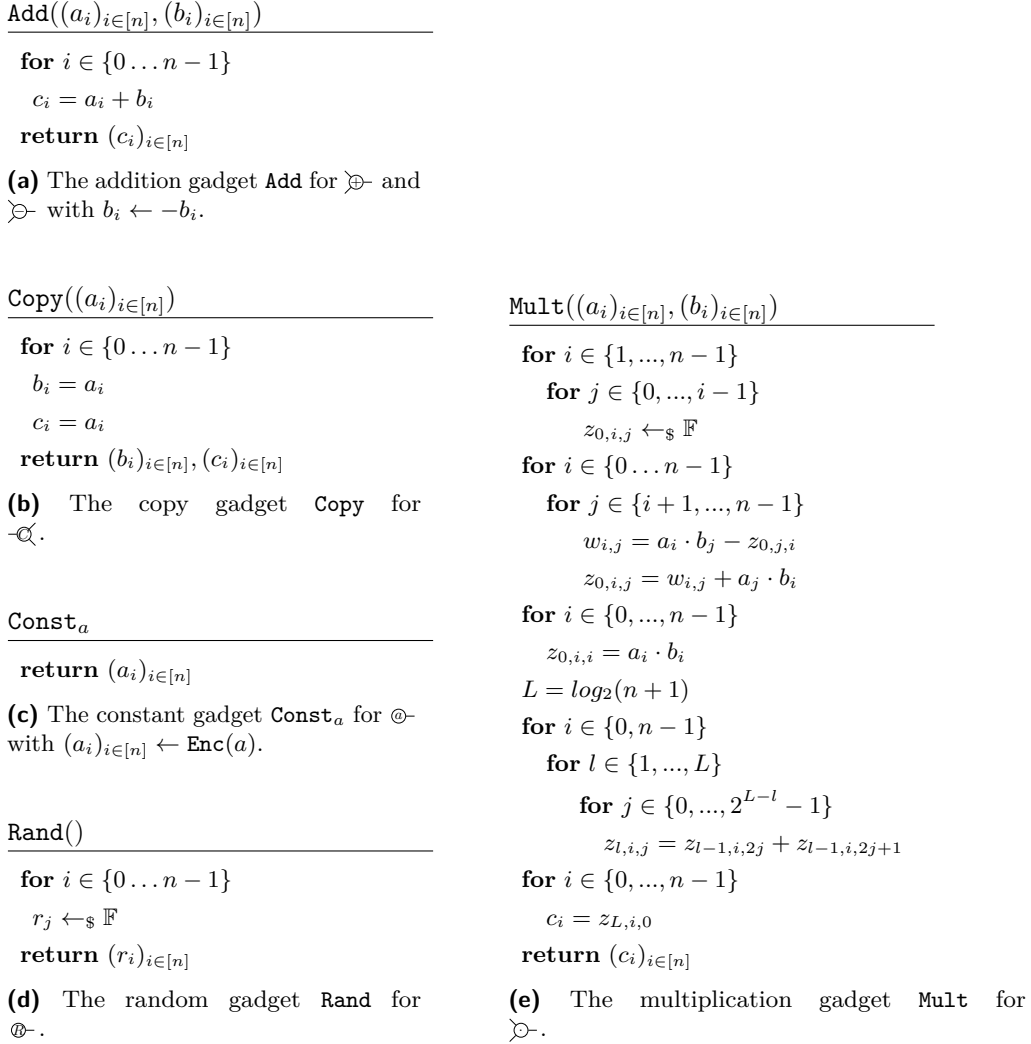 Add((a_i)_{i∈[n]}, (b_i)_{i∈[n]})
for i ∈ {0 … n − 1}
c_i = a_i + b_i
return (c_i)_{i∈[n]}
(a) The addition gadget Add for ⊕ and
⊖ with b_i ← −b_i.
Copy((a_i)_{i∈[n]})
for i ∈ {0 … n − 1}
b_i = a_i
c_i = a_i
return (b_i)_{i∈[n]}, (c_i)_{i∈[n]}
(b) The copy gadget Copy for
Ⓒ.
Const_a
return (a_i)_{i∈[n]}
(c) The constant gadget Const_a for ⓐ
with (a_i)_{i∈[n]} ← Enc(a).
Rand()
for i ∈ {0 … n − 1}
r_j ←_$ 𝔽
return (r_i)_{i∈[n]}
(d) The random gadget Rand for
Ⓡ.
Mult((a_i)_{i∈[n]}, (b_i)_{i∈[n]})
for i ∈ {1, ..., n − 1}
for j ∈ {0, ..., i − 1}
z_{0,i,j} ←_$ 𝔽
for i ∈ {0 … n − 1}
for j ∈ {i + 1, ..., n − 1}
w_{i,j} = a_i · b_j − z_{0,j,i}
z_{0,i,j} = w_{i,j} + a_j · b_i
for i ∈ {0, ..., n − 1}
z_{0,i,i} = a_i · b_i
L = log_2(n + 1)
for i ∈ {0, n − 1}
for l ∈ {1, ..., L}
for j ∈ {0, ..., 2^{L−l} − 1}
z_{l,i,j} = z_{l−1,i,2j} + z_{l−1,i,2j+1}
for i ∈ {0, ..., n − 1}
c_i = z_{L,i,0}
return (c_i)_{i∈[n]}
(e) The multiplication gadget Mult for
⊙.